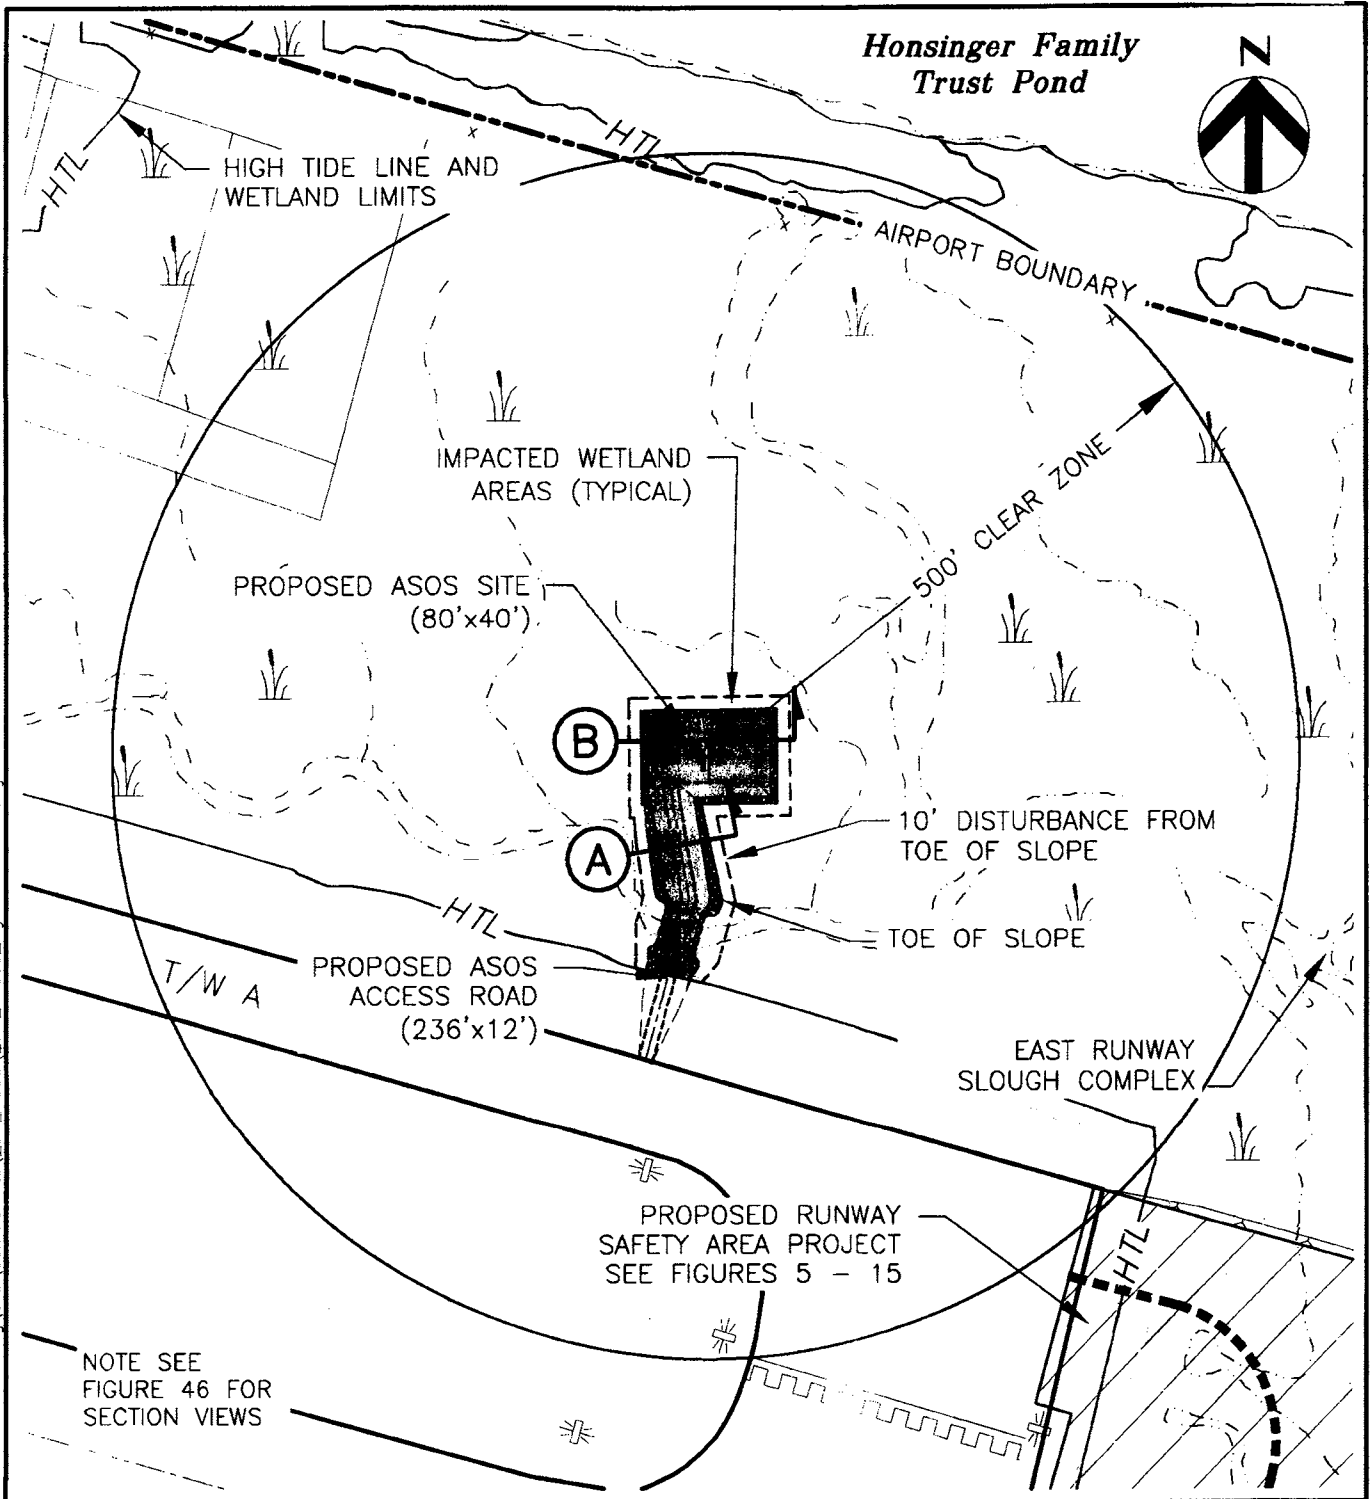 Honsinger Family
Trust Pond
N
HTL
HTL
HIGH TIDE LINE AND
WETLAND LIMITS
AIRPORT BOUNDARY
IMPACTED WETLAND
AREAS (TYPICAL)
500' CLEAR ZONE
PROPOSED ASOS SITE
(80'x40')
B
A
10' DISTURBANCE FROM
TOE OF SLOPE
HTL
TOE OF SLOPE
T/W A
PROPOSED ASOS
ACCESS ROAD
(236'x12')
EAST RUNWAY
SLOUGH COMPLEX
PROPOSED RUNWAY
SAFETY AREA PROJECT
SEE FIGURES 5 - 15
HTL
NOTE SEE
FIGURE 46 FOR
SECTION VIEWS